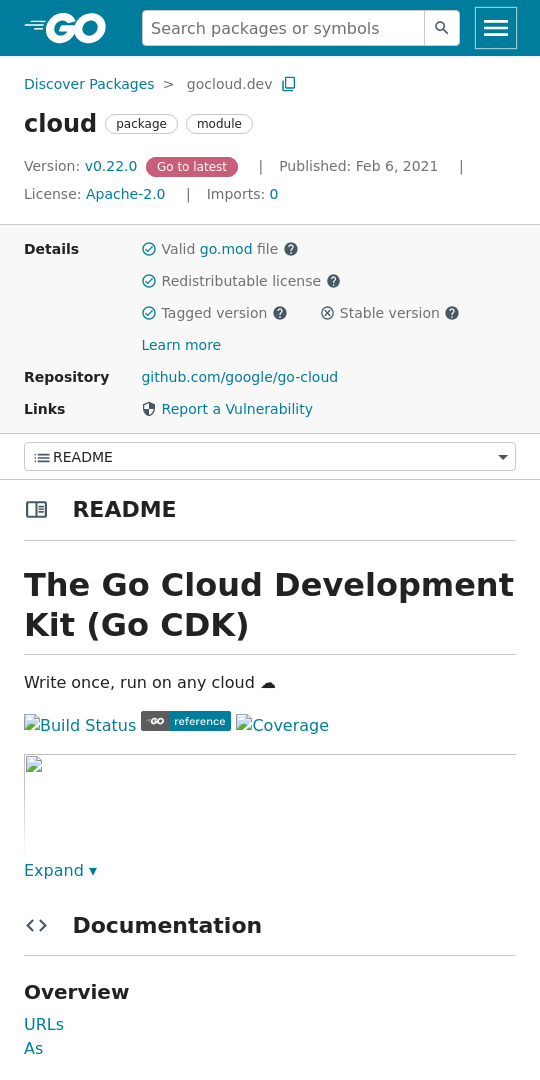 GO
Search packages or symbols
Discover Packages > gocloud.dev
cloud package module
Version: v0.22.0 Go to latest | Published: Feb 6, 2021 |
License: Apache-2.0 | Imports: 0
Details
Valid go.mod file
Redistributable license
Tagged version Stable version
Learn more
Repository github.com/google/go-cloud
Links Report a Vulnerability
README
README
The Go Cloud Development
Kit (Go CDK)
Write once, run on any cloud ☁
Build Status GO reference Coverage
Expand ▾
Documentation
Overview
URLs
As